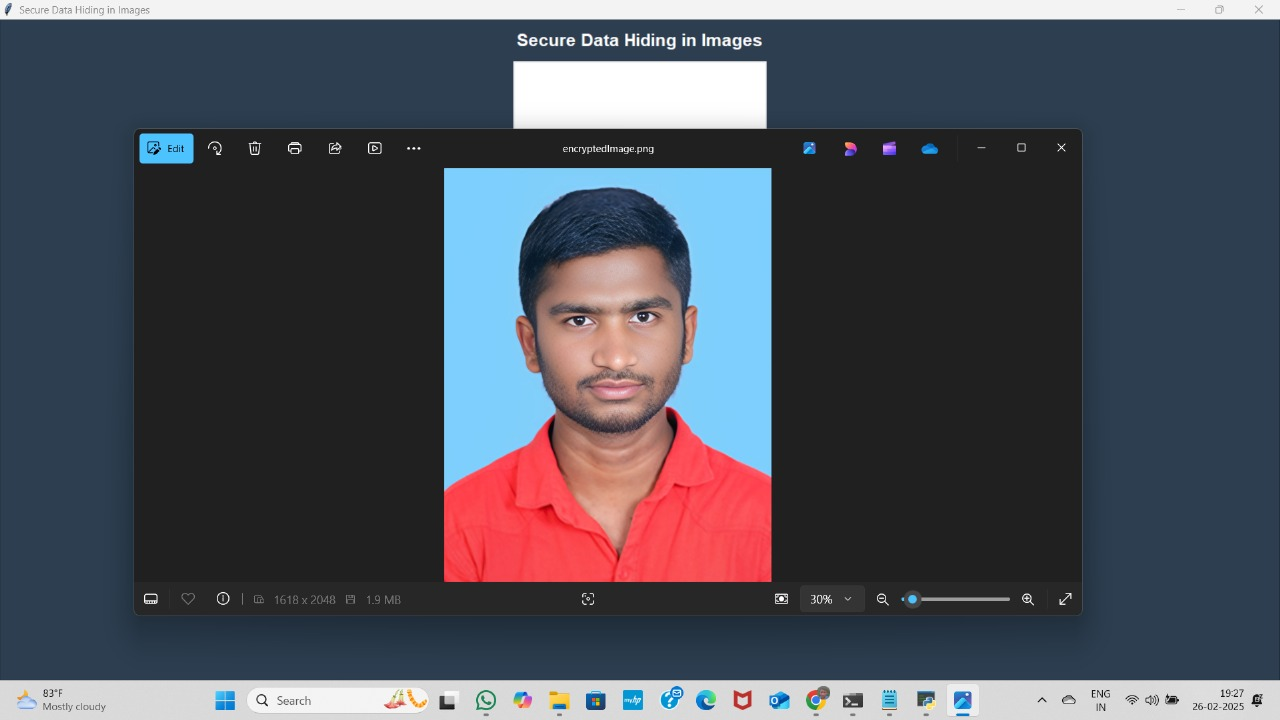 Secure Data Hiding in Images
Secure Data Hiding in Images
Edit
encryptedImage.png
1618 x 2048
1.9 MB
30%
83°F
Mostly cloudy
Search
ENG
IN
19:27
26-02-2025